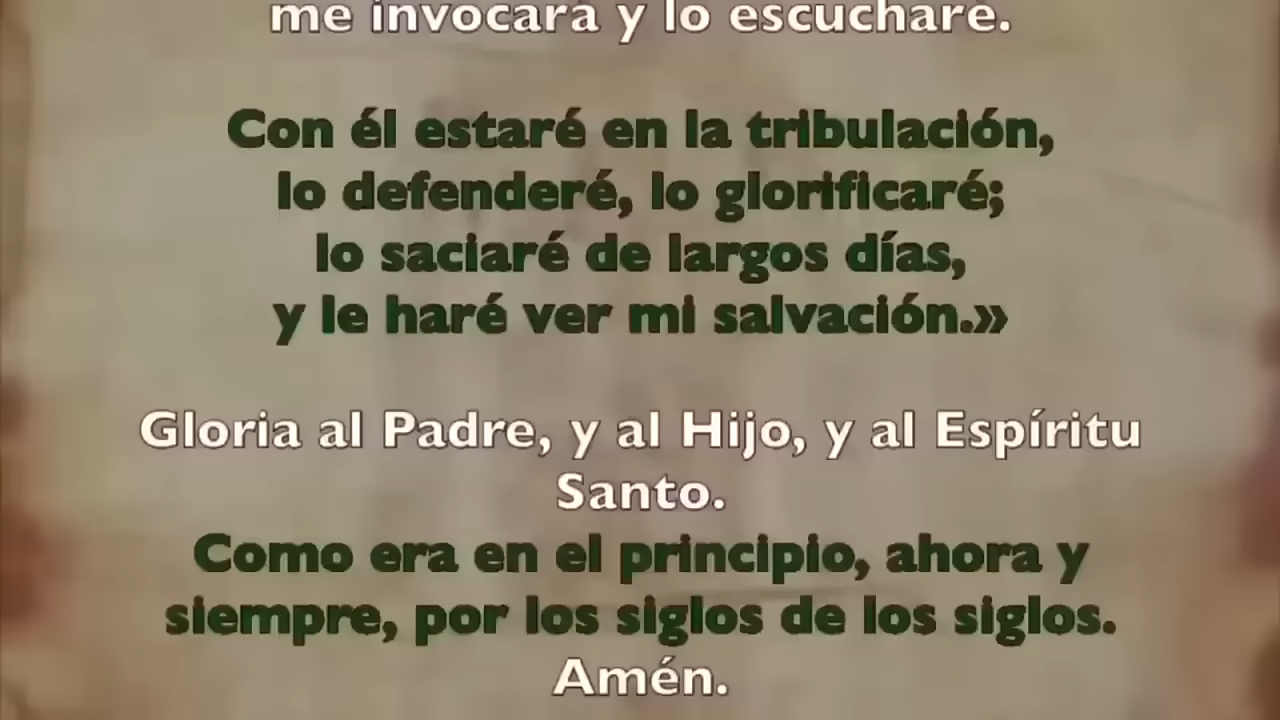 me invocará y lo escucharé.
Con él estaré en la tribulación,
lo defenderé, lo glorificaré;
lo saciaré de largos días,
y le haré ver mi salvación.»
Gloria al Padre, y al Hijo, y al Espíritu
Santo.
Como era en el principio, ahora y
siempre, por los siglos de los siglos.
Amén.